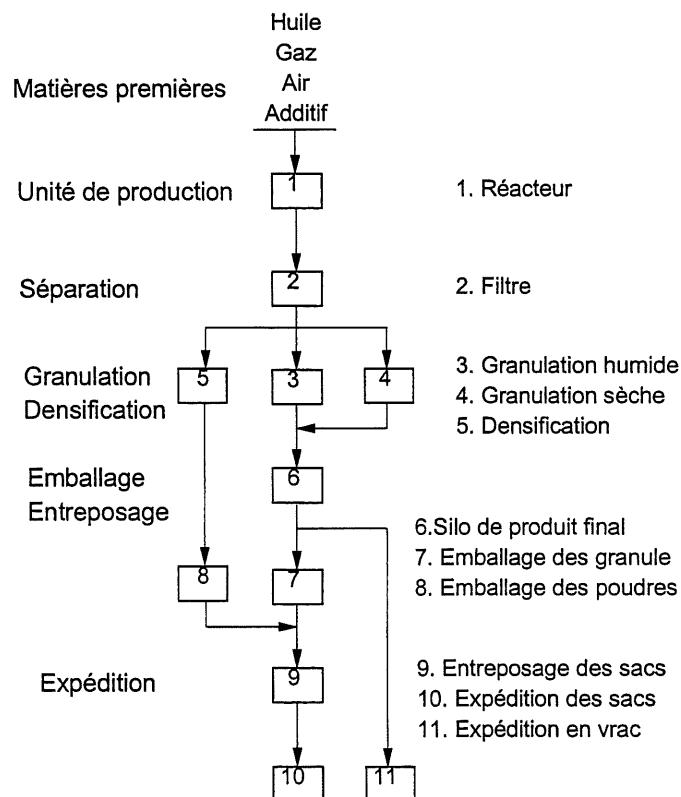 Huile
Gaz
Matières premières
Air
Additif
Unité de production
1
1. Réacteur
Séparation
2
2. Filtre
Granulation
Densification
5
3
4
3. Granulation humide
4. Granulation sèche
5. Densification
Emballage
Entreposage
6
6.Silo de produit final
7. Emballage des granule
8. Emballage des poudres
8
7
Expédition
9
9. Entreposage des sacs
10. Expédition des sacs
11. Expédition en vrac
10
11